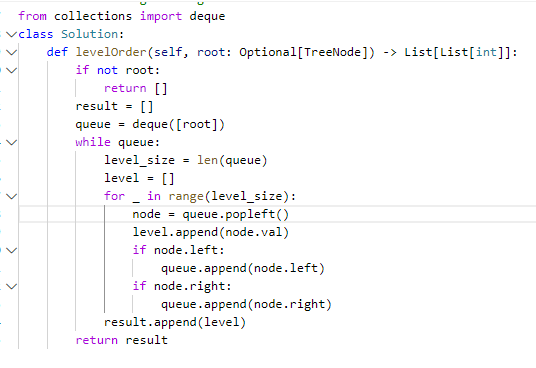 from collections import deque
class Solution:
    def levelOrder(self, root: Optional[TreeNode]) -> List[List[int]]:
        if not root:
            return []
        result = []
        queue = deque([root])
        while queue:
            level_size = len(queue)
            level = []
            for _ in range(level_size):
                node = queue.popleft()
                level.append(node.val)
                if node.left:
                    queue.append(node.left)
                if node.right:
                    queue.append(node.right)
            result.append(level)
        return result